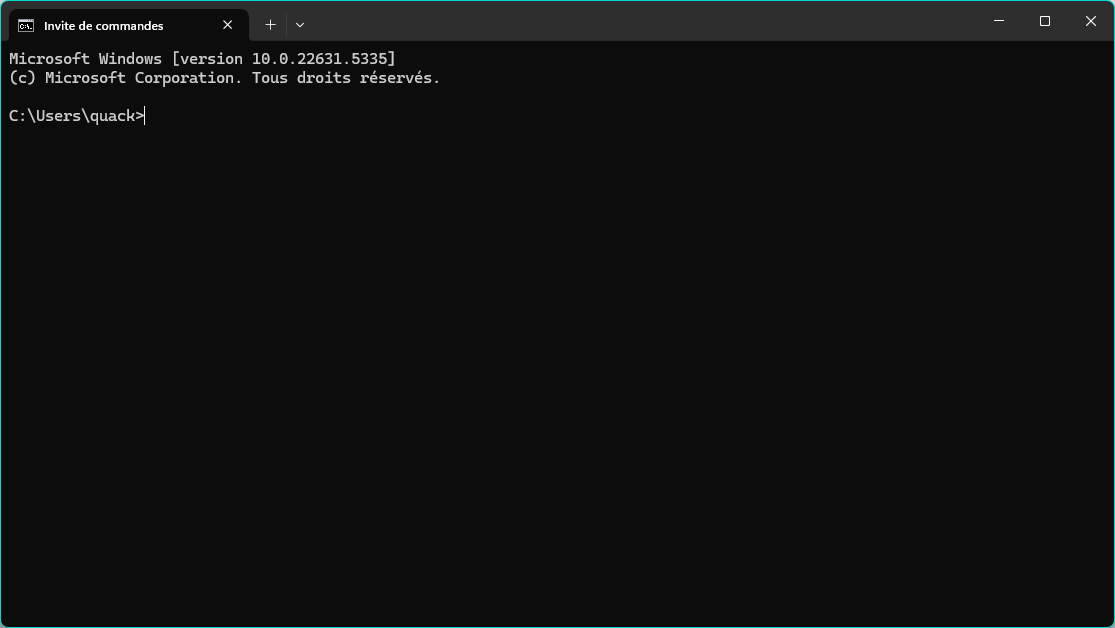 Invite de commandes
Microsoft Windows [version 10.0.22631.5335]
(c) Microsoft Corporation. Tous droits réservés.
C:\Users\quack>